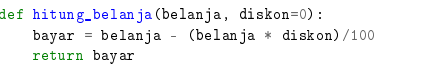 def hitung_belanja(belanja, diskon=0):
    bayar = belanja - (belanja * diskon)/100
    return bayar